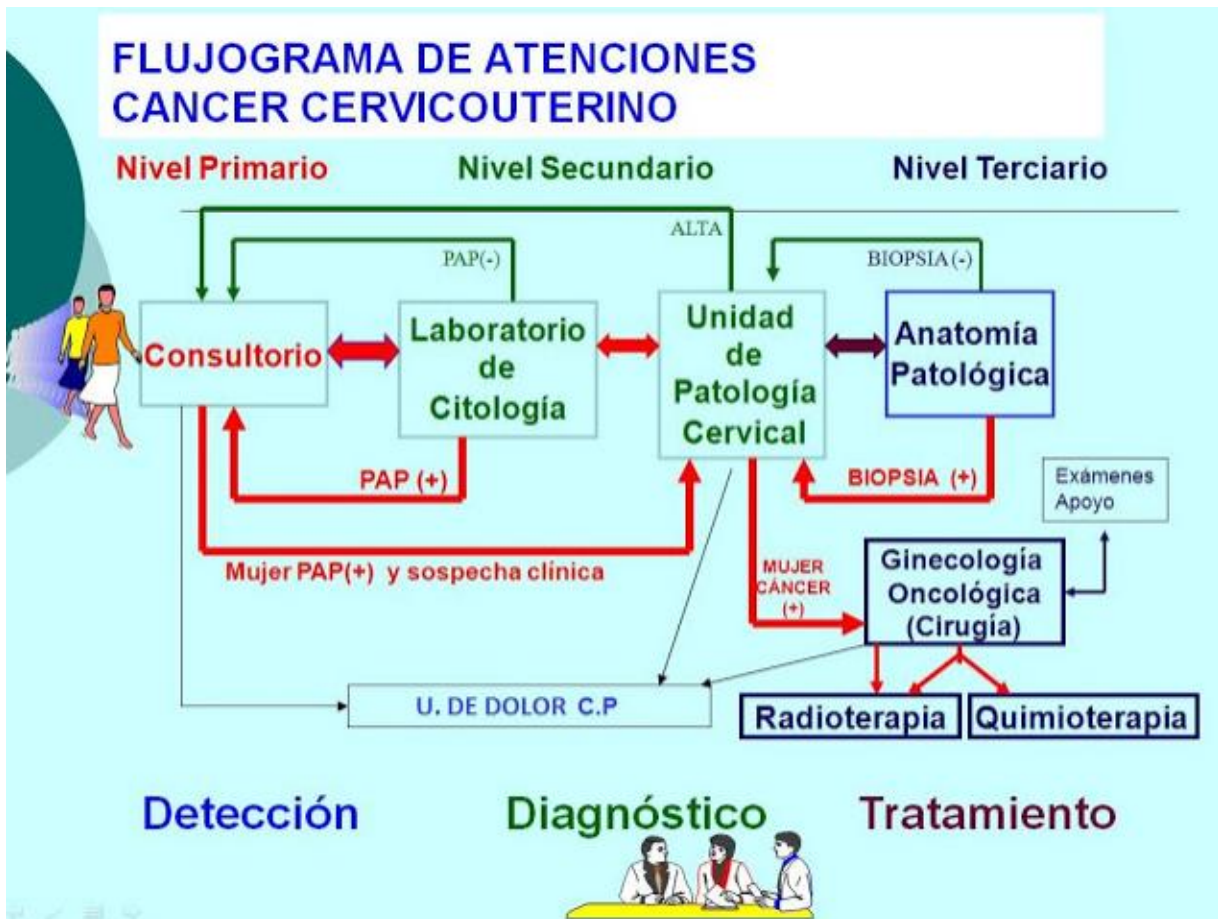 FLUJOGRAMA DE ATENCIONES
CANCER CERVICOUTERINO
Nivel Primario
Nivel Secundario
Nivel Terciario
ALTA
PAP(-)
BIOPSIA (-)
Consultorio
Laboratorio
de
Citología
Unidad
de
Patología
Cervical
Anatomía
Patológica
PAP (+)
BIOPSIA (+)
Exámenes
Apoyo
Mujer PAP(+) y sospecha clínica
MUJER
CÁNCER
(+)
Ginecología
Oncológica
(Cirugía)
U. DE DOLOR C.P
Radioterapia
Quimioterapia
Detección
Diagnóstico
Tratamiento